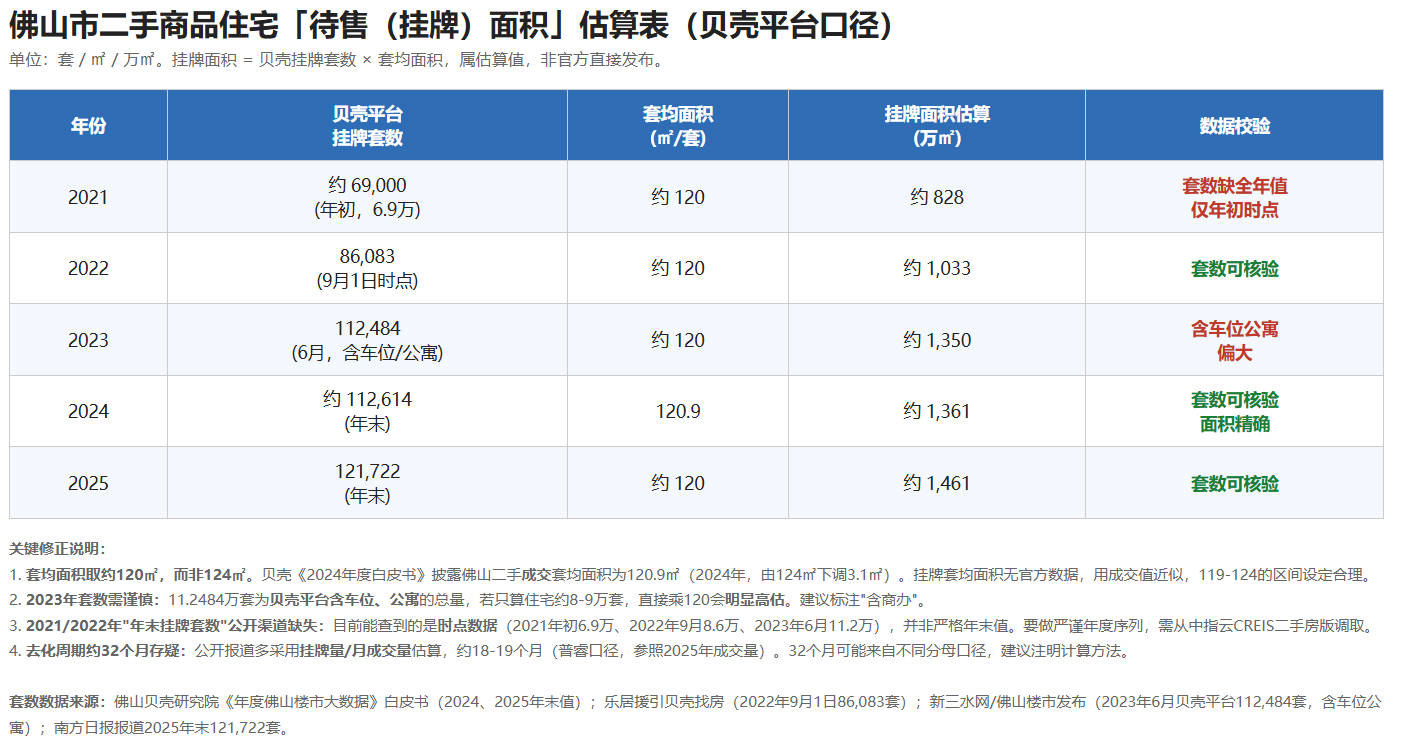 佛山市二手商品住宅「待售（挂牌）面积」估算表（贝壳平台口径）
单位：套 / ㎡ / 万㎡。挂牌面积 = 贝壳挂牌套数 × 套均面积，属估算值，非官方直接发布。
年份
贝壳平台
挂牌套数
套均面积
(㎡/套)
挂牌面积估算
(万㎡)
数据校验
2021
约 69,000
(年初，6.9万)
约 120
约 828
套数缺全年值
仅年初时点
2022
86,083
(9月1日时点)
约 120
约 1,033
套数可核验
2023
112,484
(6月，含车位/公寓)
约 120
约 1,350
含车位公寓
偏大
2024
约 112,614
(年末)
120.9
约 1,361
套数可核验
面积精确
2025
121,722
(年末)
约 120
约 1,461
套数可核验
关键修正说明：
1. 套均面积取约120㎡，而非124㎡。贝壳《2024年度白皮书》披露佛山二手成交套均面积为120.9㎡（2024年，由124㎡下调3.1㎡）。挂牌套均面积无官方数据，用成交值近似，119-124的区间设定合理。
2. 2023年套数需谨慎：11.2484万套为贝壳平台含车位、公寓的总量，若只算住宅约8-9万套，直接乘120会明显高估。建议标注"含商办"。
3. 2021/2022年"年末挂牌套数"公开渠道缺失：目前能查到的是时点数据（2021年初6.9万、2022年9月8.6万、2023年6月11.2万），并非严格年末值。要做严谨年度序列，需从中指云CREIS二手房版调取。
4. 去化周期约32个月存疑：公开报道多采用挂牌量/月成交量估算，约18-19个月（普睿口径，参照2025年成交量）。32个月可能来自不同分母口径，建议注明计算方法。
套数数据来源：佛山贝壳研究院《年度佛山楼市大数据》白皮书（2024、2025年末值）；乐居援引贝壳找房（2022年9月1日86,083套）；新三水网/佛山楼市发布（2023年6月贝壳平台112,484套，含车位公
寓）；南方日报报道2025年末121,722套。